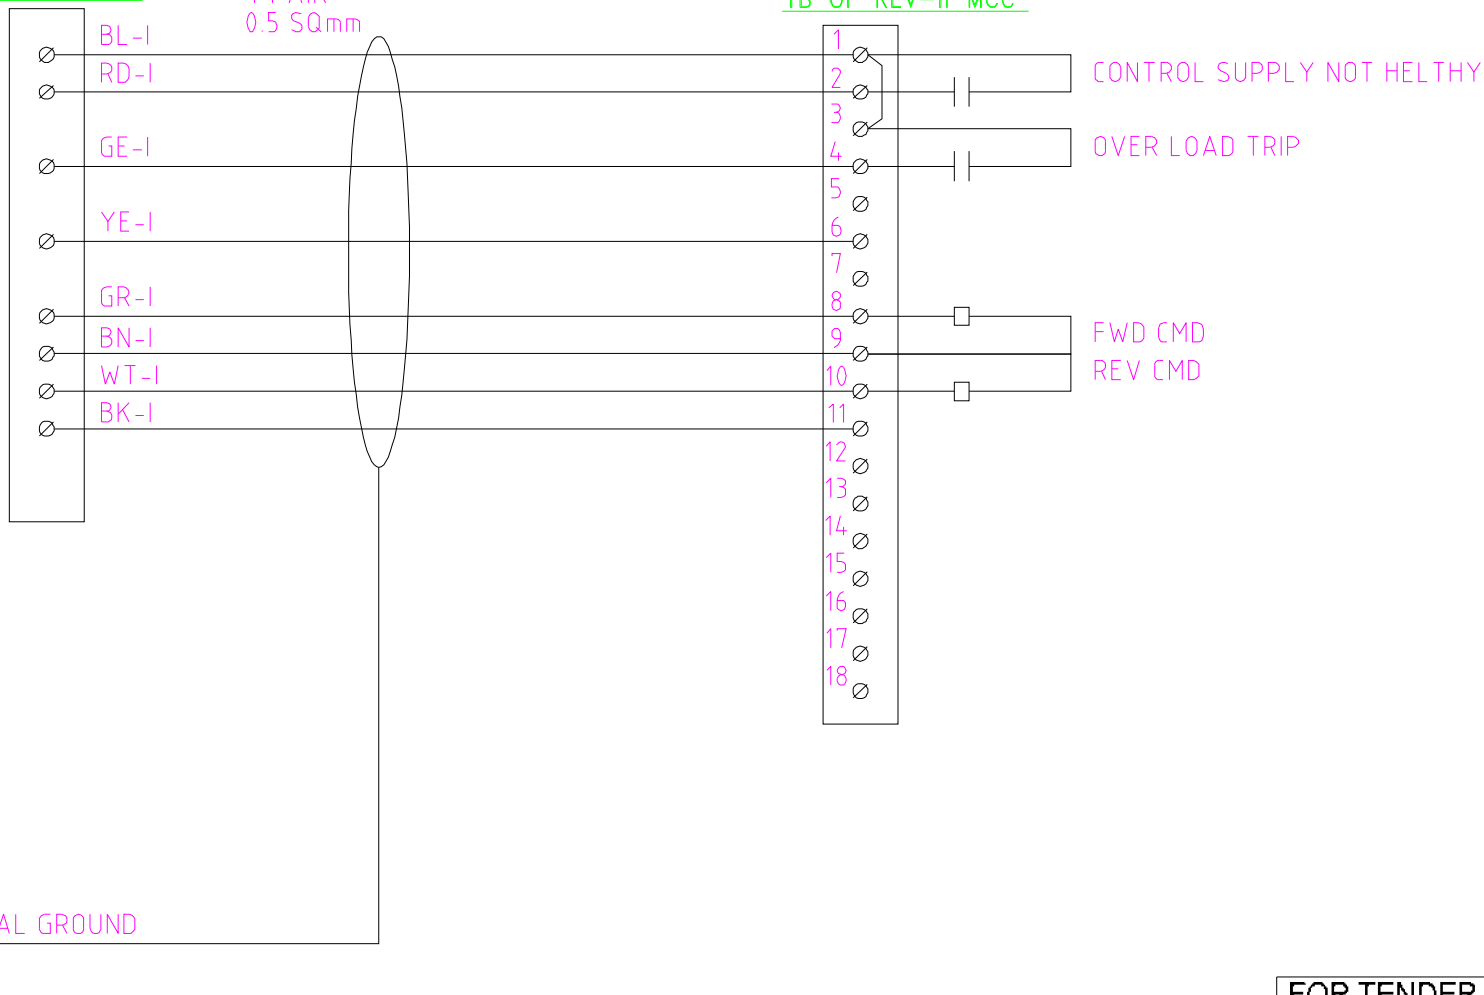 0.5 SQmm
BL-I
RD-I
GE-I
YE-I
GR-I
BN-I
WT-I
BK-I
1
2
3
4
5
6
7
8
9
10
11
12
13
14
15
16
17
18
CONTROL SUPPLY NOT HELTHY
OVER LOAD TRIP
FWD CMD
REV CMD
AL GROUND
FOR TENDER